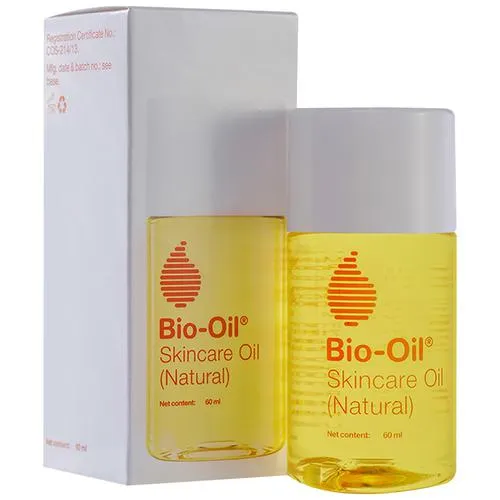 Registration Certificate No.:
COS-214/13
Mfg. date & batch no.: see
base.
Bio-Oil®
Skincare Oil
(Natural)
Net content: 60 ml
Net content: 60 ml
Bio-Oil®
Skincare Oil
(Natural)
Net content: 60 ml